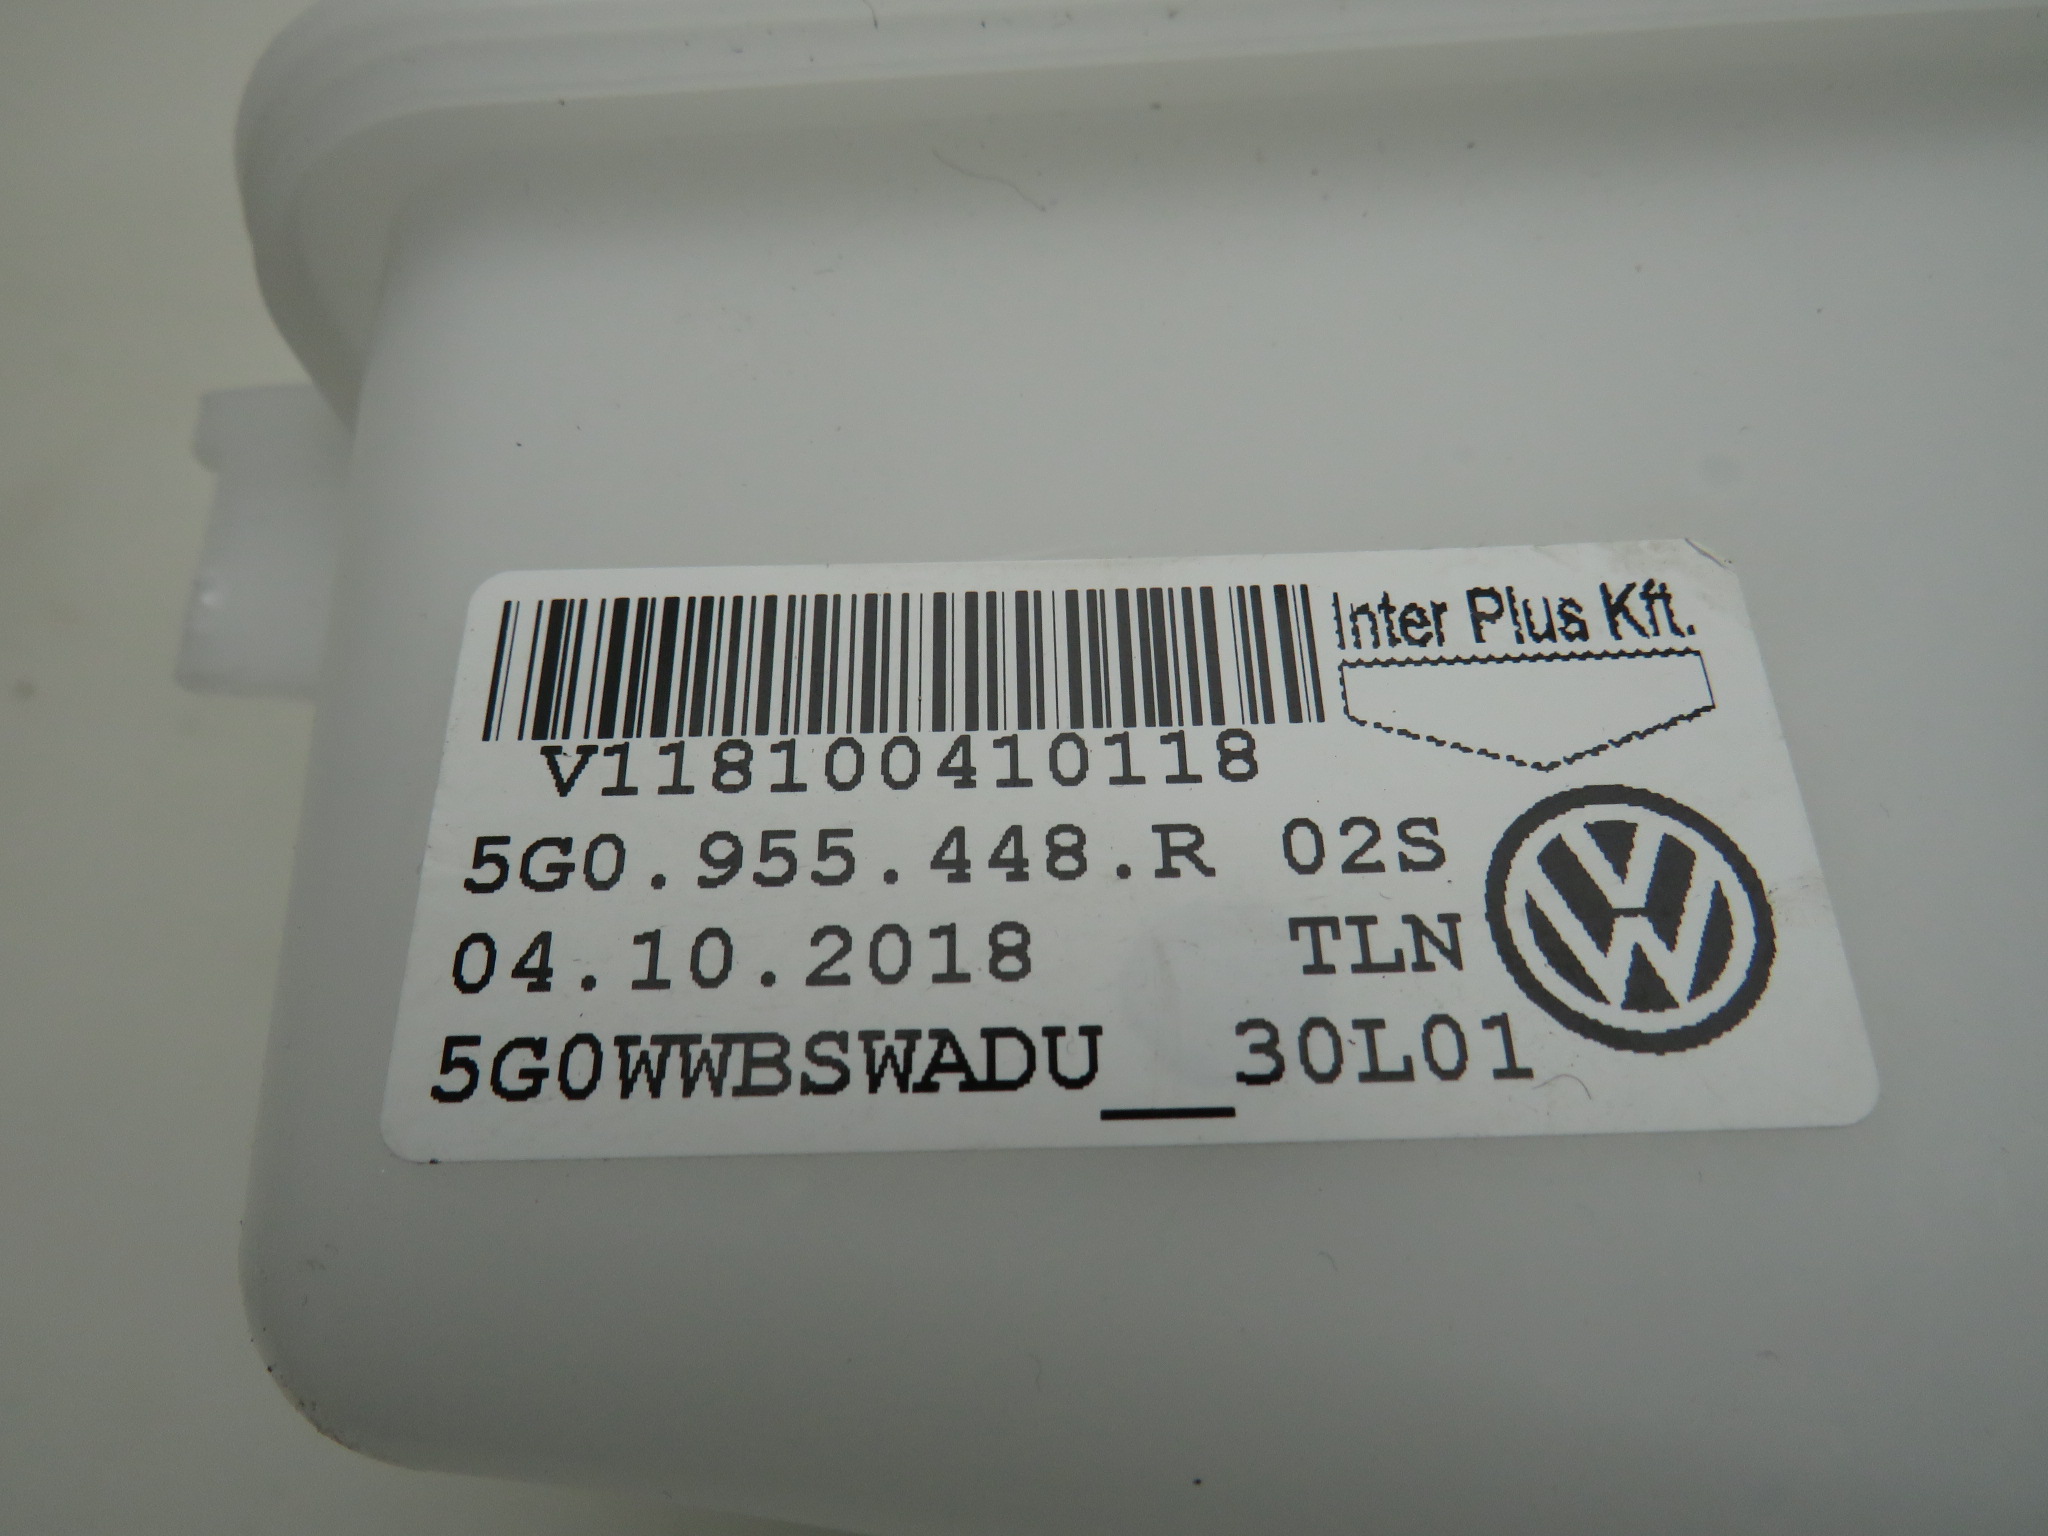 Inter Plus Kft.
V118100410118
5G0.955.448.R 02S
04.10.2018 TLN
5G0WWBSWADU__30L01